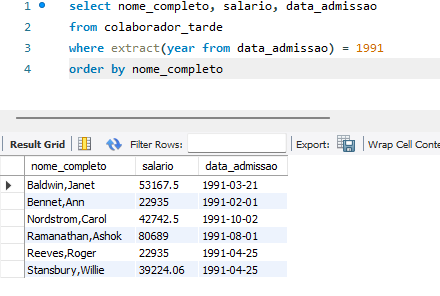 1 select nome_completo, salario, data_admissao
2 from colaborador_tarde
3 where extract(year from data_admissao) = 1991
4 order by nome_completo
Result Grid Filter Rows: Export: Wrap Cell Conte
nome_completo salario data_admissao
Baldwin,Janet 53167.5 1991-03-21
Bennet,Ann 22935 1991-02-01
Nordstrom,Carol 42742.5 1991-10-02
Ramanathan,Ashok 80689 1991-08-01
Reeves,Roger 22935 1991-04-25
Stansbury,Willie 39224.06 1991-04-25